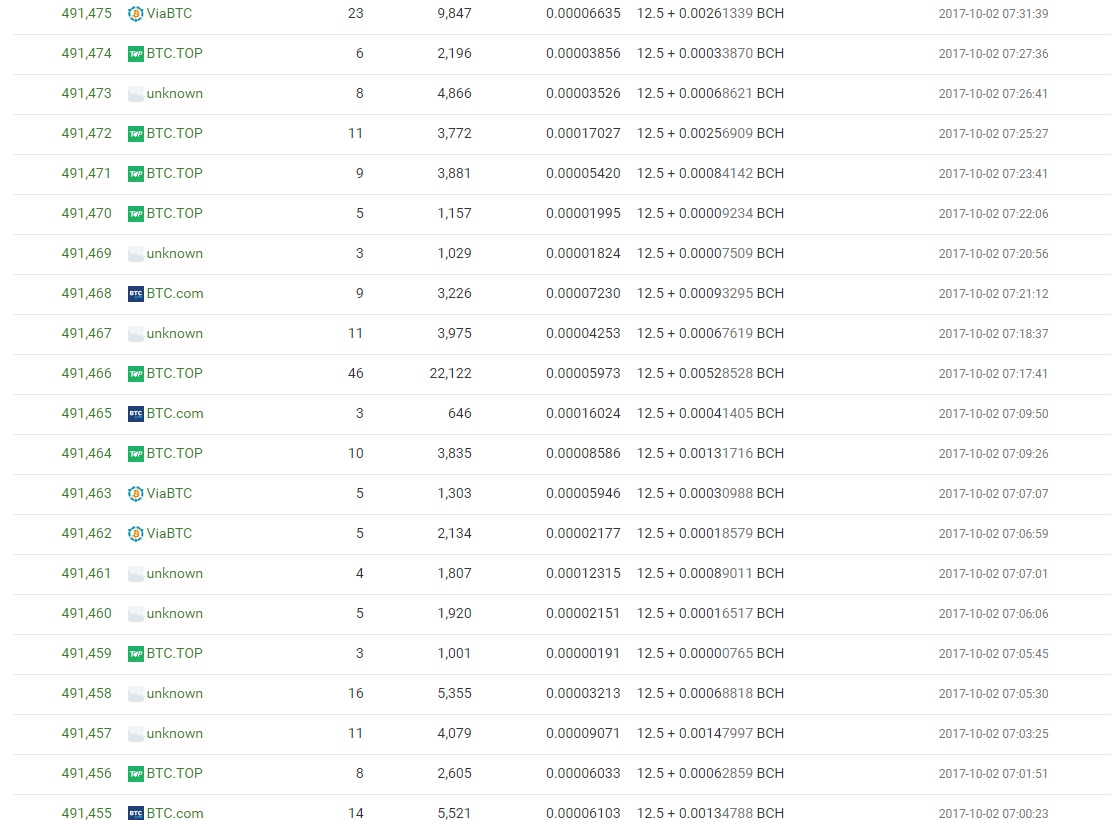 491,475 ViaBTC 23 9,847 0.00006635 12.5 + 0.00261339 BCH 2017-10-02 07:31:39
491,474 BTC.TOP 6 2,196 0.00003856 12.5 + 0.00033870 BCH 2017-10-02 07:27:36
491,473 unknown 8 4,866 0.00003526 12.5 + 0.00068621 BCH 2017-10-02 07:26:41
491,472 BTC.TOP 11 3,772 0.00017027 12.5 + 0.00256909 BCH 2017-10-02 07:25:27
491,471 BTC.TOP 9 3,881 0.00005420 12.5 + 0.00084142 BCH 2017-10-02 07:23:41
491,470 BTC.TOP 5 1,157 0.00001995 12.5 + 0.00009234 BCH 2017-10-02 07:22:06
491,469 unknown 3 1,029 0.00001824 12.5 + 0.00007509 BCH 2017-10-02 07:20:56
491,468 BTC.com 9 3,226 0.00007230 12.5 + 0.00093295 BCH 2017-10-02 07:21:12
491,467 unknown 11 3,975 0.00004253 12.5 + 0.00067619 BCH 2017-10-02 07:18:37
491,466 BTC.TOP 46 22,122 0.00005973 12.5 + 0.00528528 BCH 2017-10-02 07:17:41
491,465 BTC.com 3 646 0.00016024 12.5 + 0.00041405 BCH 2017-10-02 07:09:50
491,464 BTC.TOP 10 3,835 0.00008586 12.5 + 0.00131716 BCH 2017-10-02 07:09:26
491,463 ViaBTC 5 1,303 0.00005946 12.5 + 0.00030988 BCH 2017-10-02 07:07:07
491,462 ViaBTC 5 2,134 0.00002177 12.5 + 0.00018579 BCH 2017-10-02 07:06:59
491,461 unknown 4 1,807 0.00012315 12.5 + 0.00089011 BCH 2017-10-02 07:07:01
491,460 unknown 5 1,920 0.00002151 12.5 + 0.00016517 BCH 2017-10-02 07:06:06
491,459 BTC.TOP 3 1,001 0.00000191 12.5 + 0.00000765 BCH 2017-10-02 07:05:45
491,458 unknown 16 5,355 0.00003213 12.5 + 0.00068818 BCH 2017-10-02 07:05:30
491,457 unknown 11 4,079 0.00009071 12.5 + 0.00147997 BCH 2017-10-02 07:03:25
491,456 BTC.TOP 8 2,605 0.00006033 12.5 + 0.00062859 BCH 2017-10-02 07:01:51
491,455 BTC.com 14 5,521 0.00006103 12.5 + 0.00134788 BCH 2017-10-02 07:00:23